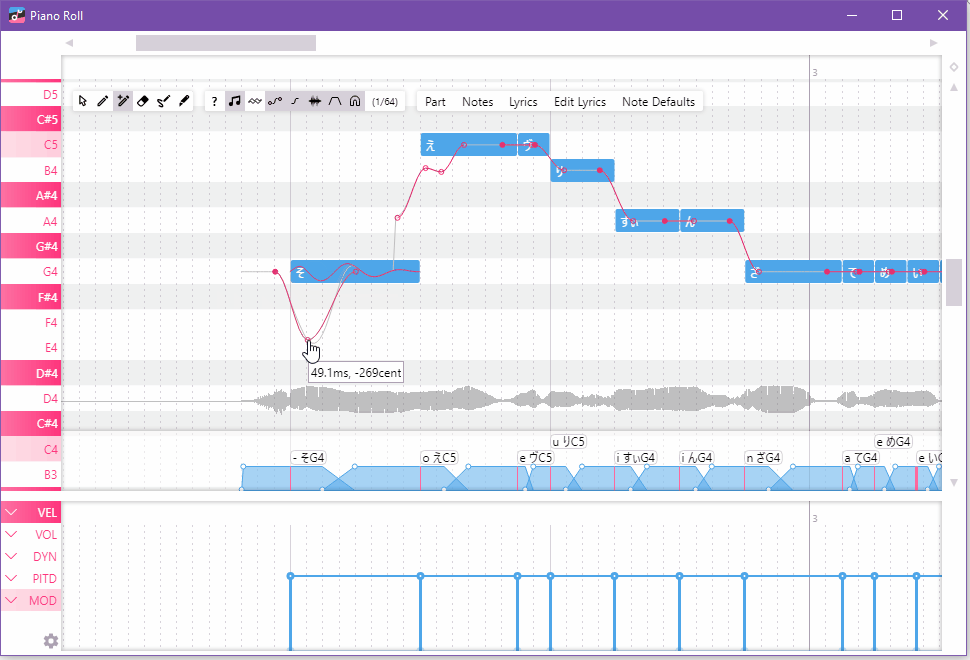 Piano Roll
3
D5
? (1/64) Part Notes Lyrics Edit Lyrics Note Defaults
C#5
C5 え ヴ
B4 り
A#4
A4 すぃ ん
G#4
G4 そ ざ て め い
F#4
F4
E4
49.1ms, -269cent
D#4
D4
C#4
u りC5 e めG4
C4 - そG4 o えC5 e ヴC5 i すぃG4 i んG4 n ざG4 a てG4 e いG
B3
VEL 3
VOL
DYN
PITD
MOD